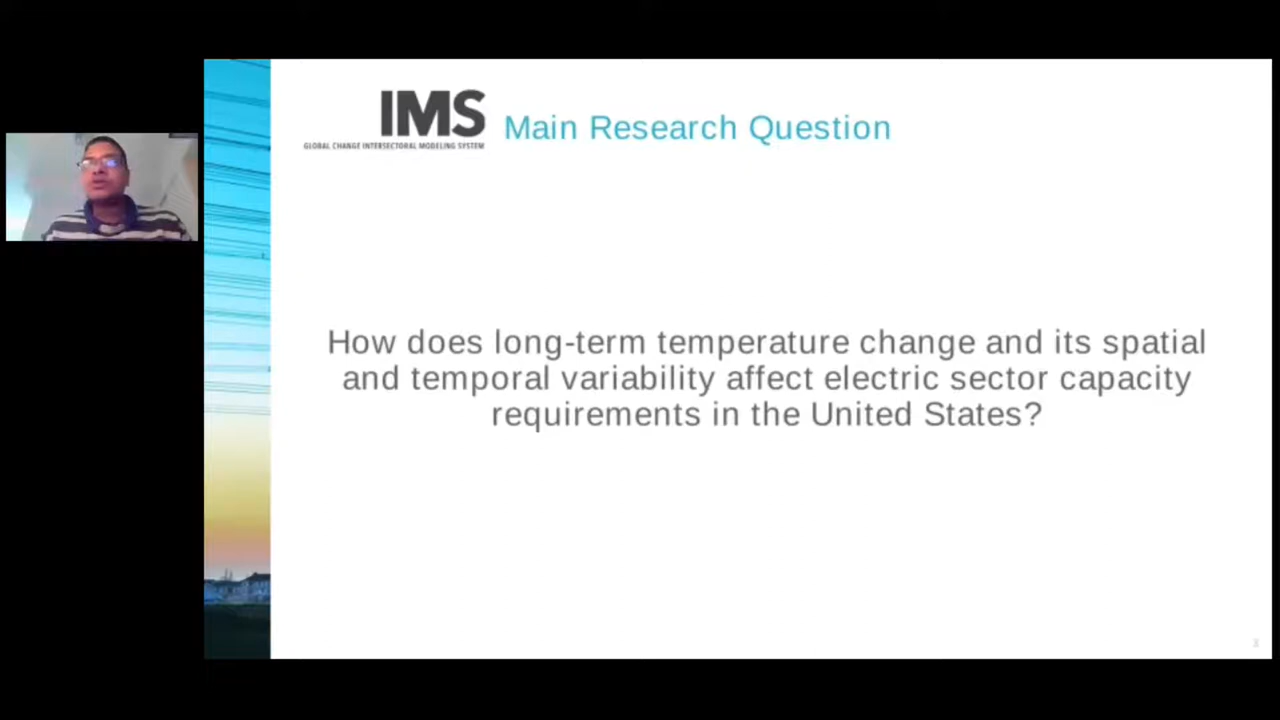 IMS
GLOBAL CHANGE INTERSECTORAL MODELING SYSTEM
Main Research Question
How does long-term temperature change and its spatial
and temporal variability affect electric sector capacity
requirements in the United States?